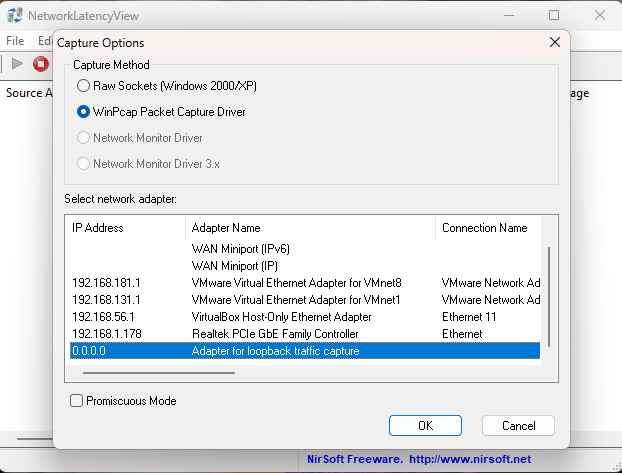 NetworkLatencyView
File Edi
Capture Options
Source A
age
Capture Method
Raw Sockets (Windows 2000/XP)
WinPcap Packet Capture Driver
Network Monitor Driver
Network Monitor Driver 3.x
Select network adapter:
IP Address Adapter Name Connection Name
WAN Miniport (IPv6)
WAN Miniport (IP)
192.168.181.1 VMware Virtual Ethernet Adapter for VMnet8 VMware Network Ad
192.168.131.1 VMware Virtual Ethernet Adapter for VMnet1 VMware Network Ad
192.168.56.1 VirtualBox Host-Only Ethernet Adapter Ethernet 11
192.168.1.178 Realtek PCIe GbE Family Controller Ethernet
0.0.0.0 Adapter for loopback traffic capture
Promiscuous Mode
OK Cancel
NirSoft Freeware. http://www.nirsoft.net